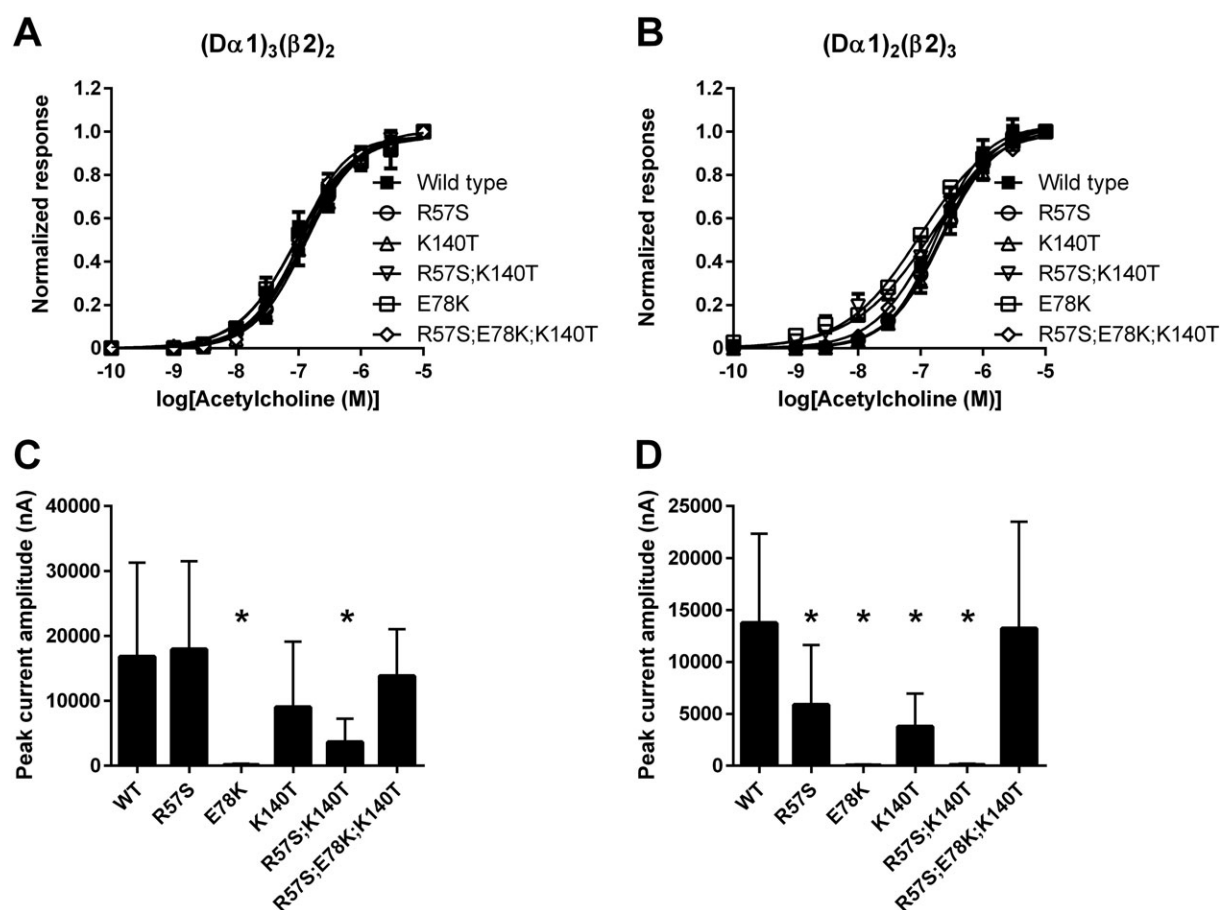 A
(Dα1)₃(β2)₂
Normalized response
1.2
1.0
0.8
0.6
0.4
0.2
0
-10
-9
-8
-7
-6
-5
log[Acetylcholine (M)]
Wild type
R57S
K140T
R57S;K140T
E78K
R57S;E78K;K140T
B
(Dα1)₂(β2)₃
Normalized response
1.2
1.0
0.8
0.6
0.4
0.2
0
-10
-9
-8
-7
-6
-5
log[Acetylcholine (M)]
Wild type
R57S
K140T
R57S;K140T
E78K
R57S;E78K;K140T
C
Peak current amplitude (nA)
40000
30000
20000
10000
0
*
*
WT
R57S
E78K
K140T
R57S;K140T
R57S;E78K;K140T
D
Peak current amplitude (nA)
25000
20000
15000
10000
5000
0
*
*
*
*
WT
R57S
E78K
K140T
R57S;K140T
R57S;E78K;K140T